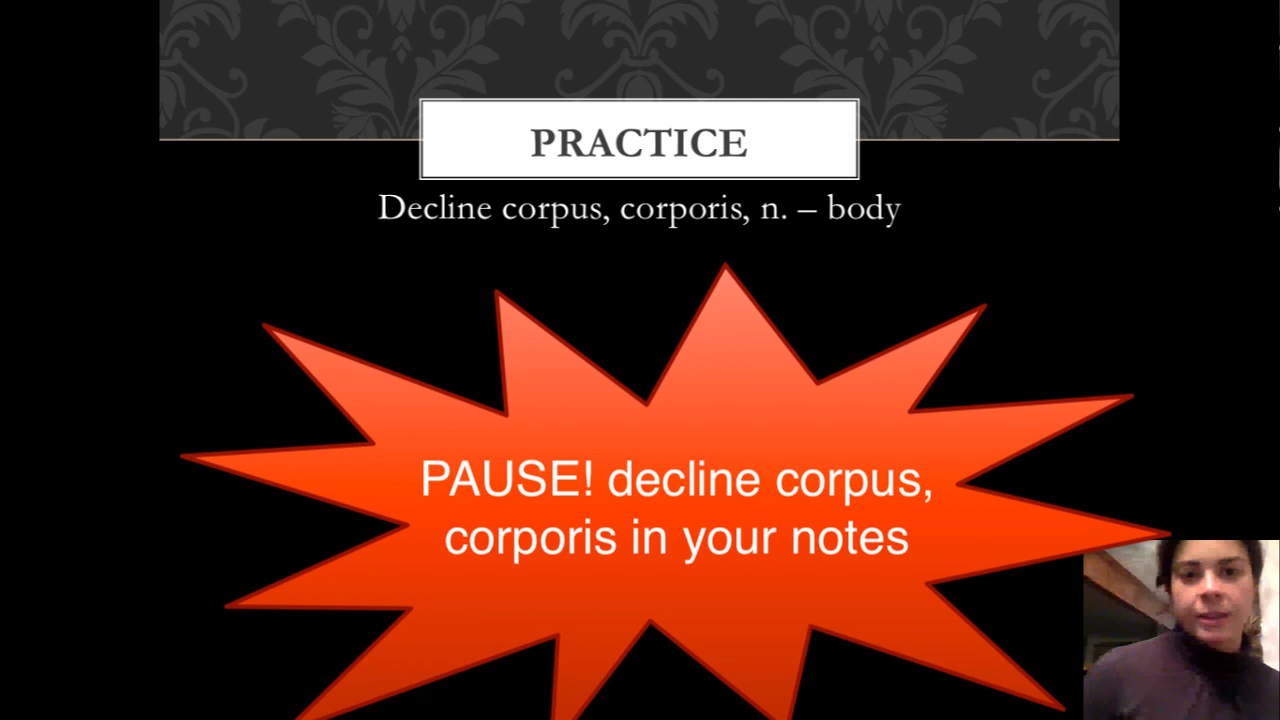 PRACTICE
Decline corpus, corporis, n. – body
PAUSE! decline corpus,
corporis in your notes